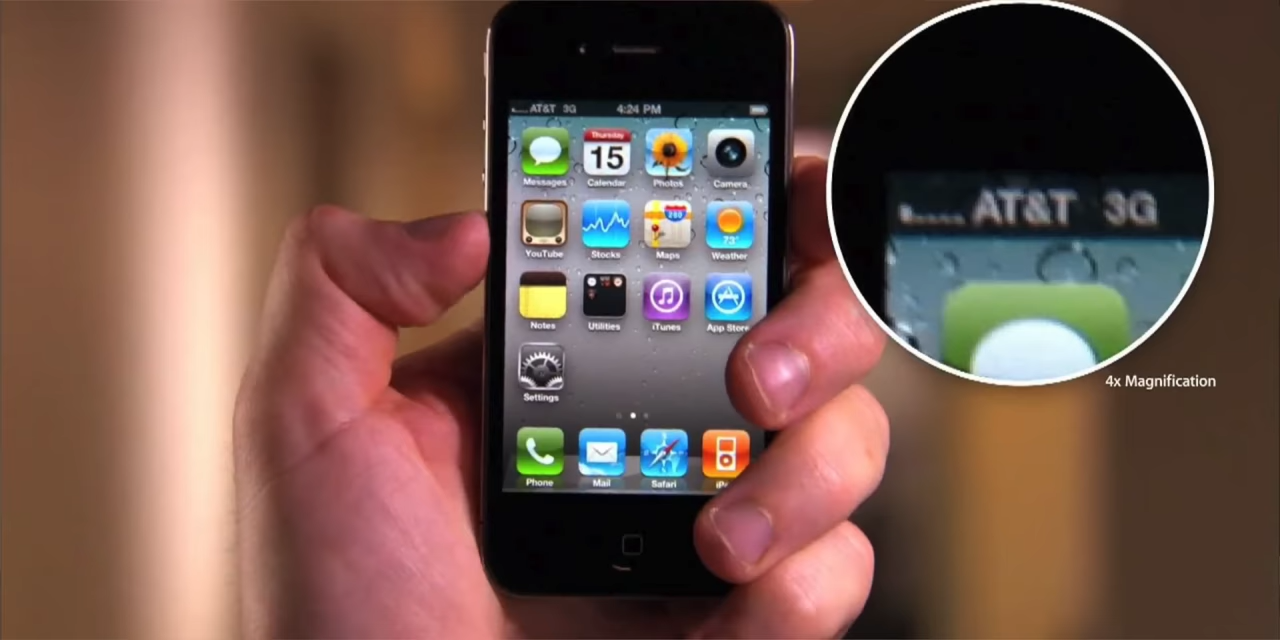 AT&T 3G 4:24 PM
Thursday
15
Messages Calendar Photos Camera
280
73°
YouTube Stocks Maps Weather
Notes Utilities iTunes App Store
Settings
Phone Mail Safari
AT&T 3G
4x Magnification